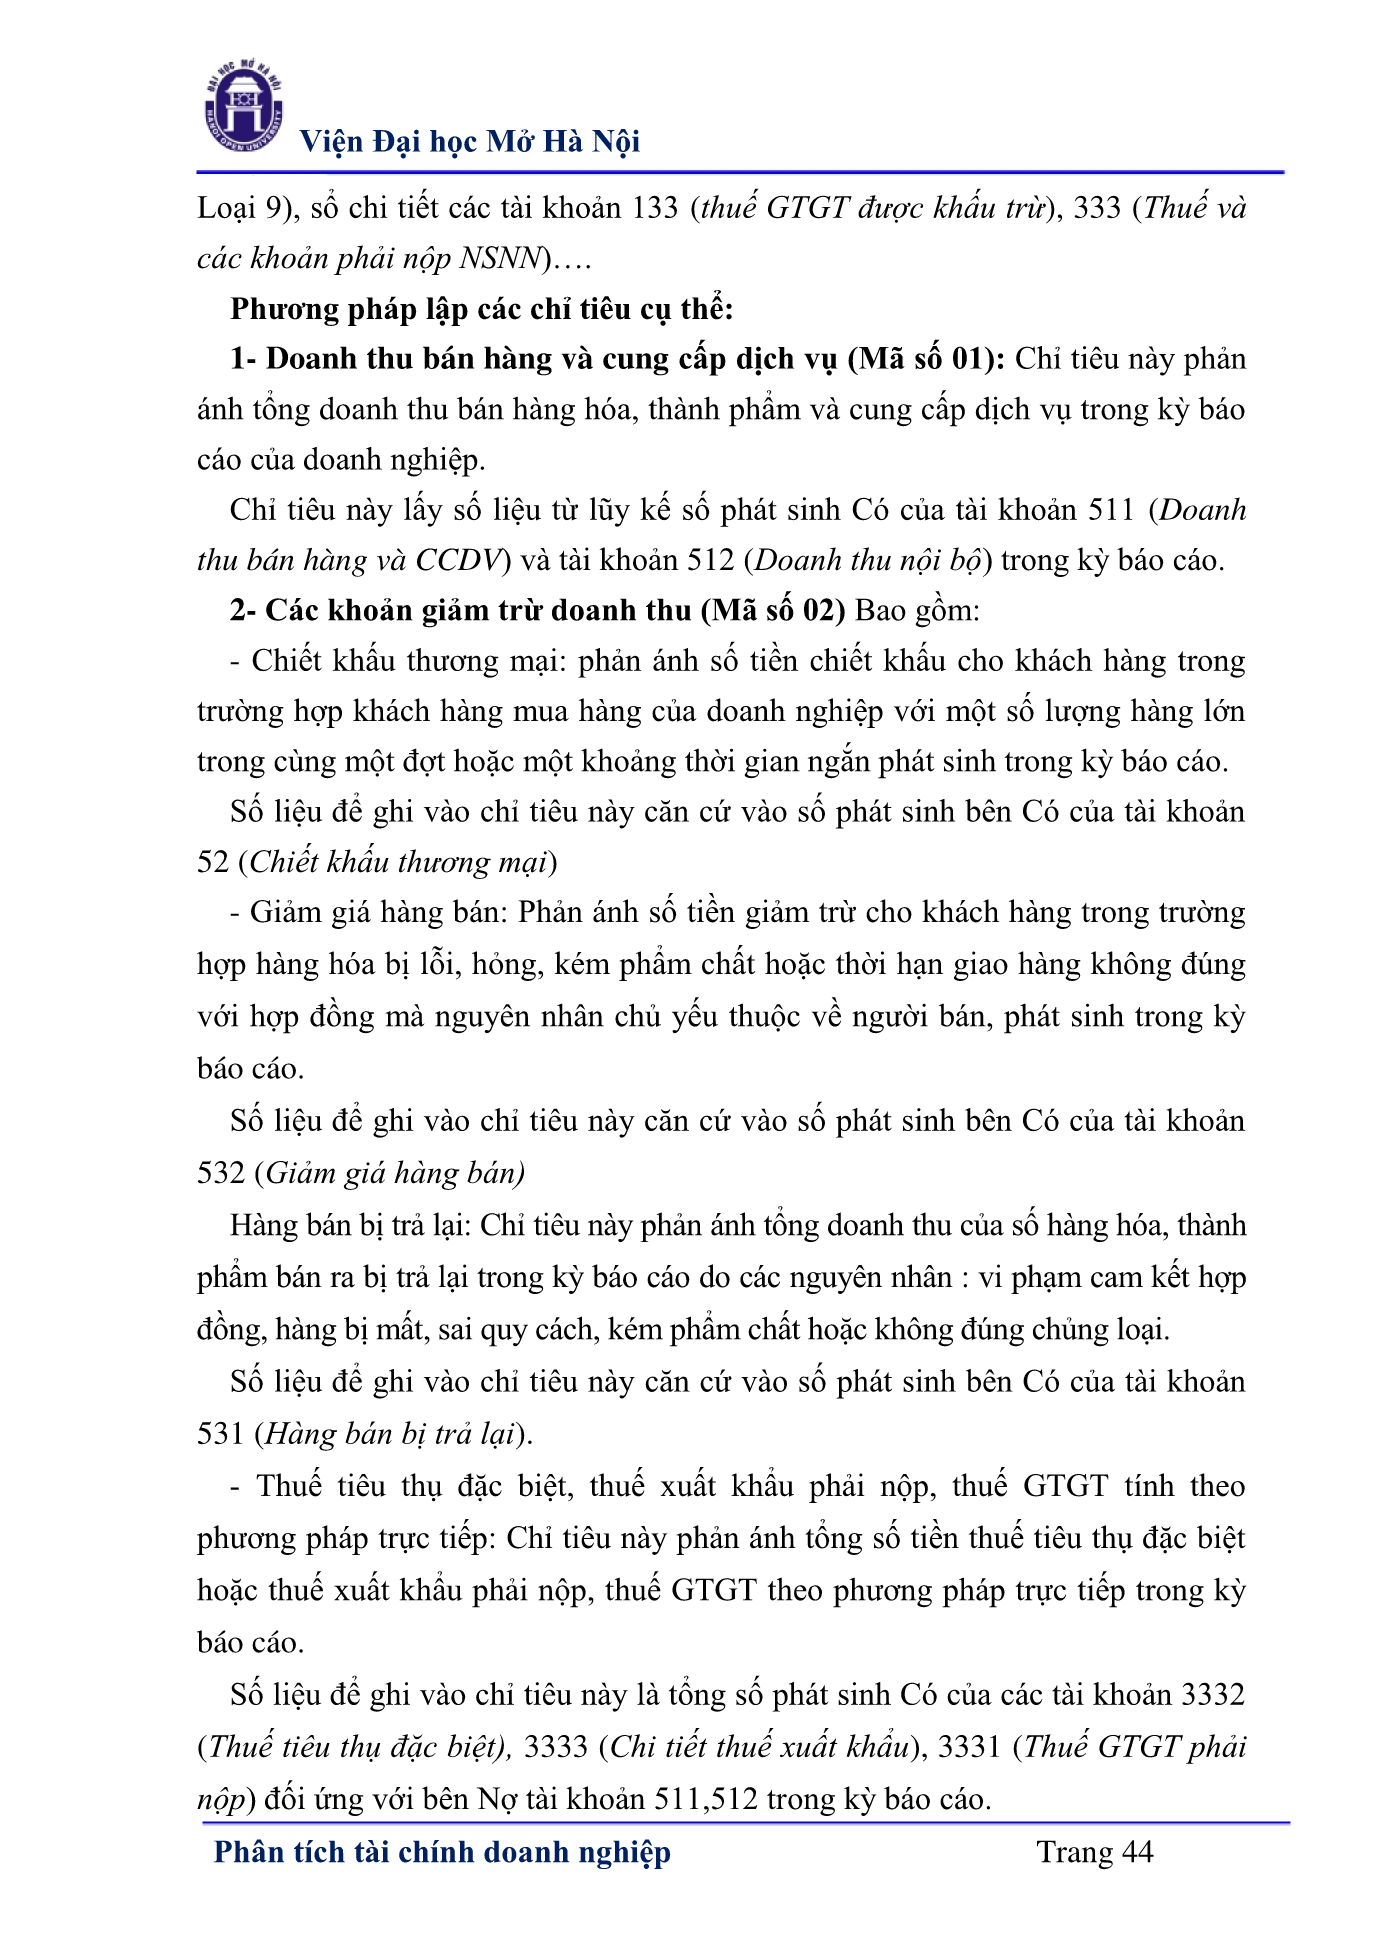 ĐẠI HỌC MỞ HÀ NỘI
HANOI OPEN UNIVERSITY
Viện Đại học Mở Hà Nội
Loại 9), sổ chi tiết các tài khoản 133 (thuế GTGT được khấu trừ), 333 (Thuế và
các khoản phải nộp NSNN)….
Phương pháp lập các chỉ tiêu cụ thể:
1- Doanh thu bán hàng và cung cấp dịch vụ (Mã số 01): Chỉ tiêu này phản
ánh tổng doanh thu bán hàng hóa, thành phẩm và cung cấp dịch vụ trong kỳ báo
cáo của doanh nghiệp.
Chỉ tiêu này lấy số liệu từ lũy kế số phát sinh Có của tài khoản 511 (Doanh
thu bán hàng và CCDV) và tài khoản 512 (Doanh thu nội bộ) trong kỳ báo cáo.
2- Các khoản giảm trừ doanh thu (Mã số 02) Bao gồm:
- Chiết khấu thương mại: phản ánh số tiền chiết khấu cho khách hàng trong
trường hợp khách hàng mua hàng của doanh nghiệp với một số lượng hàng lớn
trong cùng một đợt hoặc một khoảng thời gian ngắn phát sinh trong kỳ báo cáo.
Số liệu để ghi vào chỉ tiêu này căn cứ vào số phát sinh bên Có của tài khoản
52 (Chiết khấu thương mại)
- Giảm giá hàng bán: Phản ánh số tiền giảm trừ cho khách hàng trong trường
hợp hàng hóa bị lỗi, hỏng, kém phẩm chất hoặc thời hạn giao hàng không đúng
với hợp đồng mà nguyên nhân chủ yếu thuộc về người bán, phát sinh trong kỳ
báo cáo.
Số liệu để ghi vào chỉ tiêu này căn cứ vào số phát sinh bên Có của tài khoản
532 (Giảm giá hàng bán)
Hàng bán bị trả lại: Chỉ tiêu này phản ánh tổng doanh thu của số hàng hóa, thành
phẩm bán ra bị trả lại trong kỳ báo cáo do các nguyên nhân : vi phạm cam kết hợp
đồng, hàng bị mất, sai quy cách, kém phẩm chất hoặc không đúng chủng loại.
Số liệu để ghi vào chỉ tiêu này căn cứ vào số phát sinh bên Có của tài khoản
531 (Hàng bán bị trả lại).
- Thuế tiêu thụ đặc biệt, thuế xuất khẩu phải nộp, thuế GTGT tính theo
phương pháp trực tiếp: Chỉ tiêu này phản ánh tổng số tiền thuế tiêu thụ đặc biệt
hoặc thuế xuất khẩu phải nộp, thuế GTGT theo phương pháp trực tiếp trong kỳ
báo cáo.
Số liệu để ghi vào chỉ tiêu này là tổng số phát sinh Có của các tài khoản 3332
(Thuế tiêu thụ đặc biệt), 3333 (Chi tiết thuế xuất khẩu), 3331 (Thuế GTGT phải
nộp) đối ứng với bên Nợ tài khoản 511,512 trong kỳ báo cáo.
Phân tích tài chính doanh nghiệp Trang 44